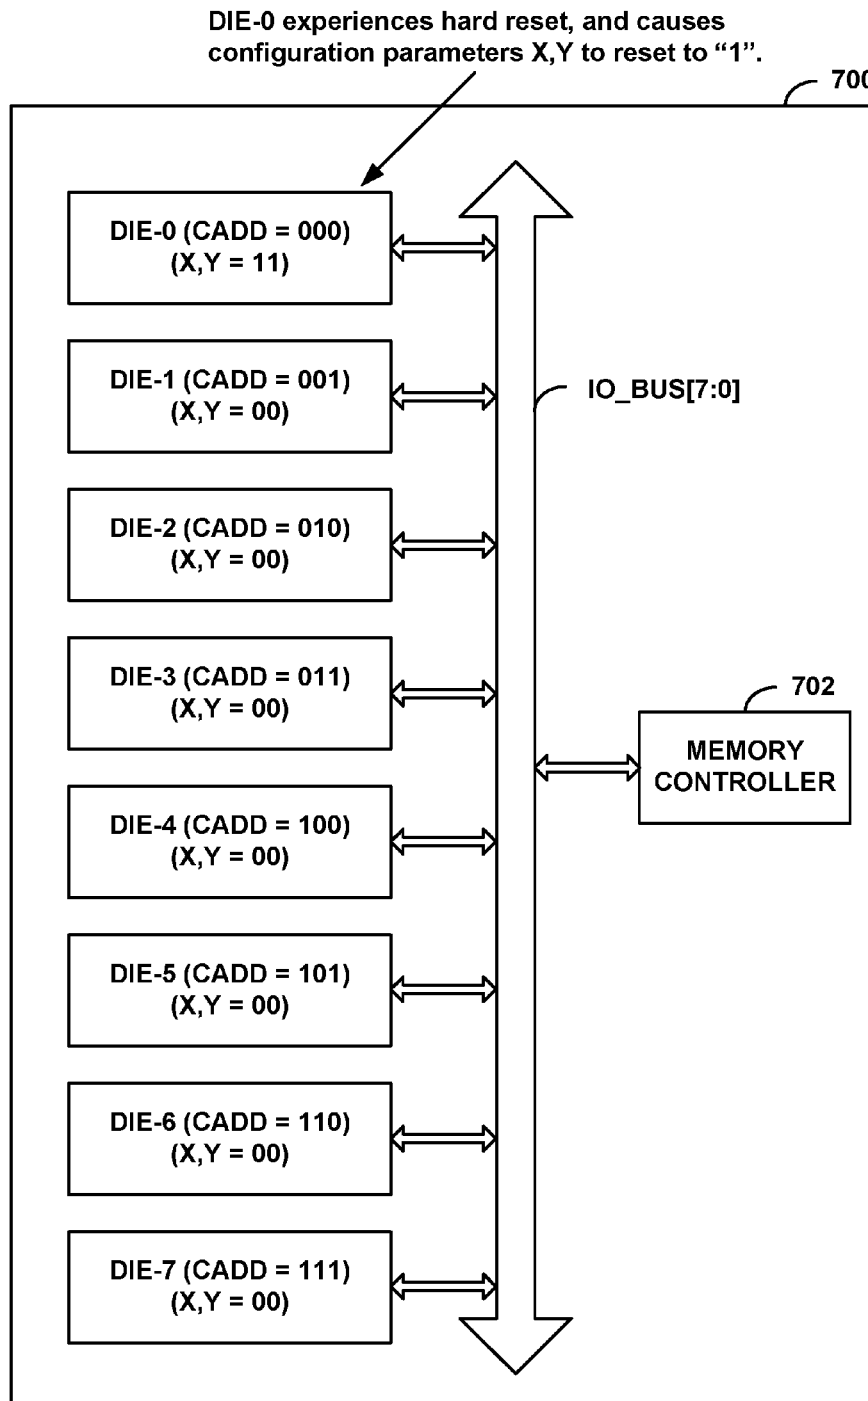 DIE-0 experiences hard reset, and causes
configuration parameters X,Y to reset to “1”.
700
DIE-0 (CADD = 000)
(X,Y = 11)
DIE-1 (CADD = 001)
(X,Y = 00)
IO_BUS[7:0]
DIE-2 (CADD = 010)
(X,Y = 00)
DIE-3 (CADD = 011)
(X,Y = 00)
702
MEMORY
CONTROLLER
DIE-4 (CADD = 100)
(X,Y = 00)
DIE-5 (CADD = 101)
(X,Y = 00)
DIE-6 (CADD = 110)
(X,Y = 00)
DIE-7 (CADD = 111)
(X,Y = 00)